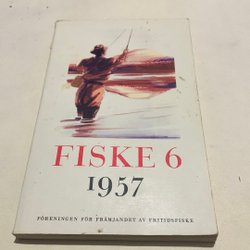 FISKE 6
1957
FÖRENINGEN FÖR FRÄMJANDET AV FRITIDSFISKE